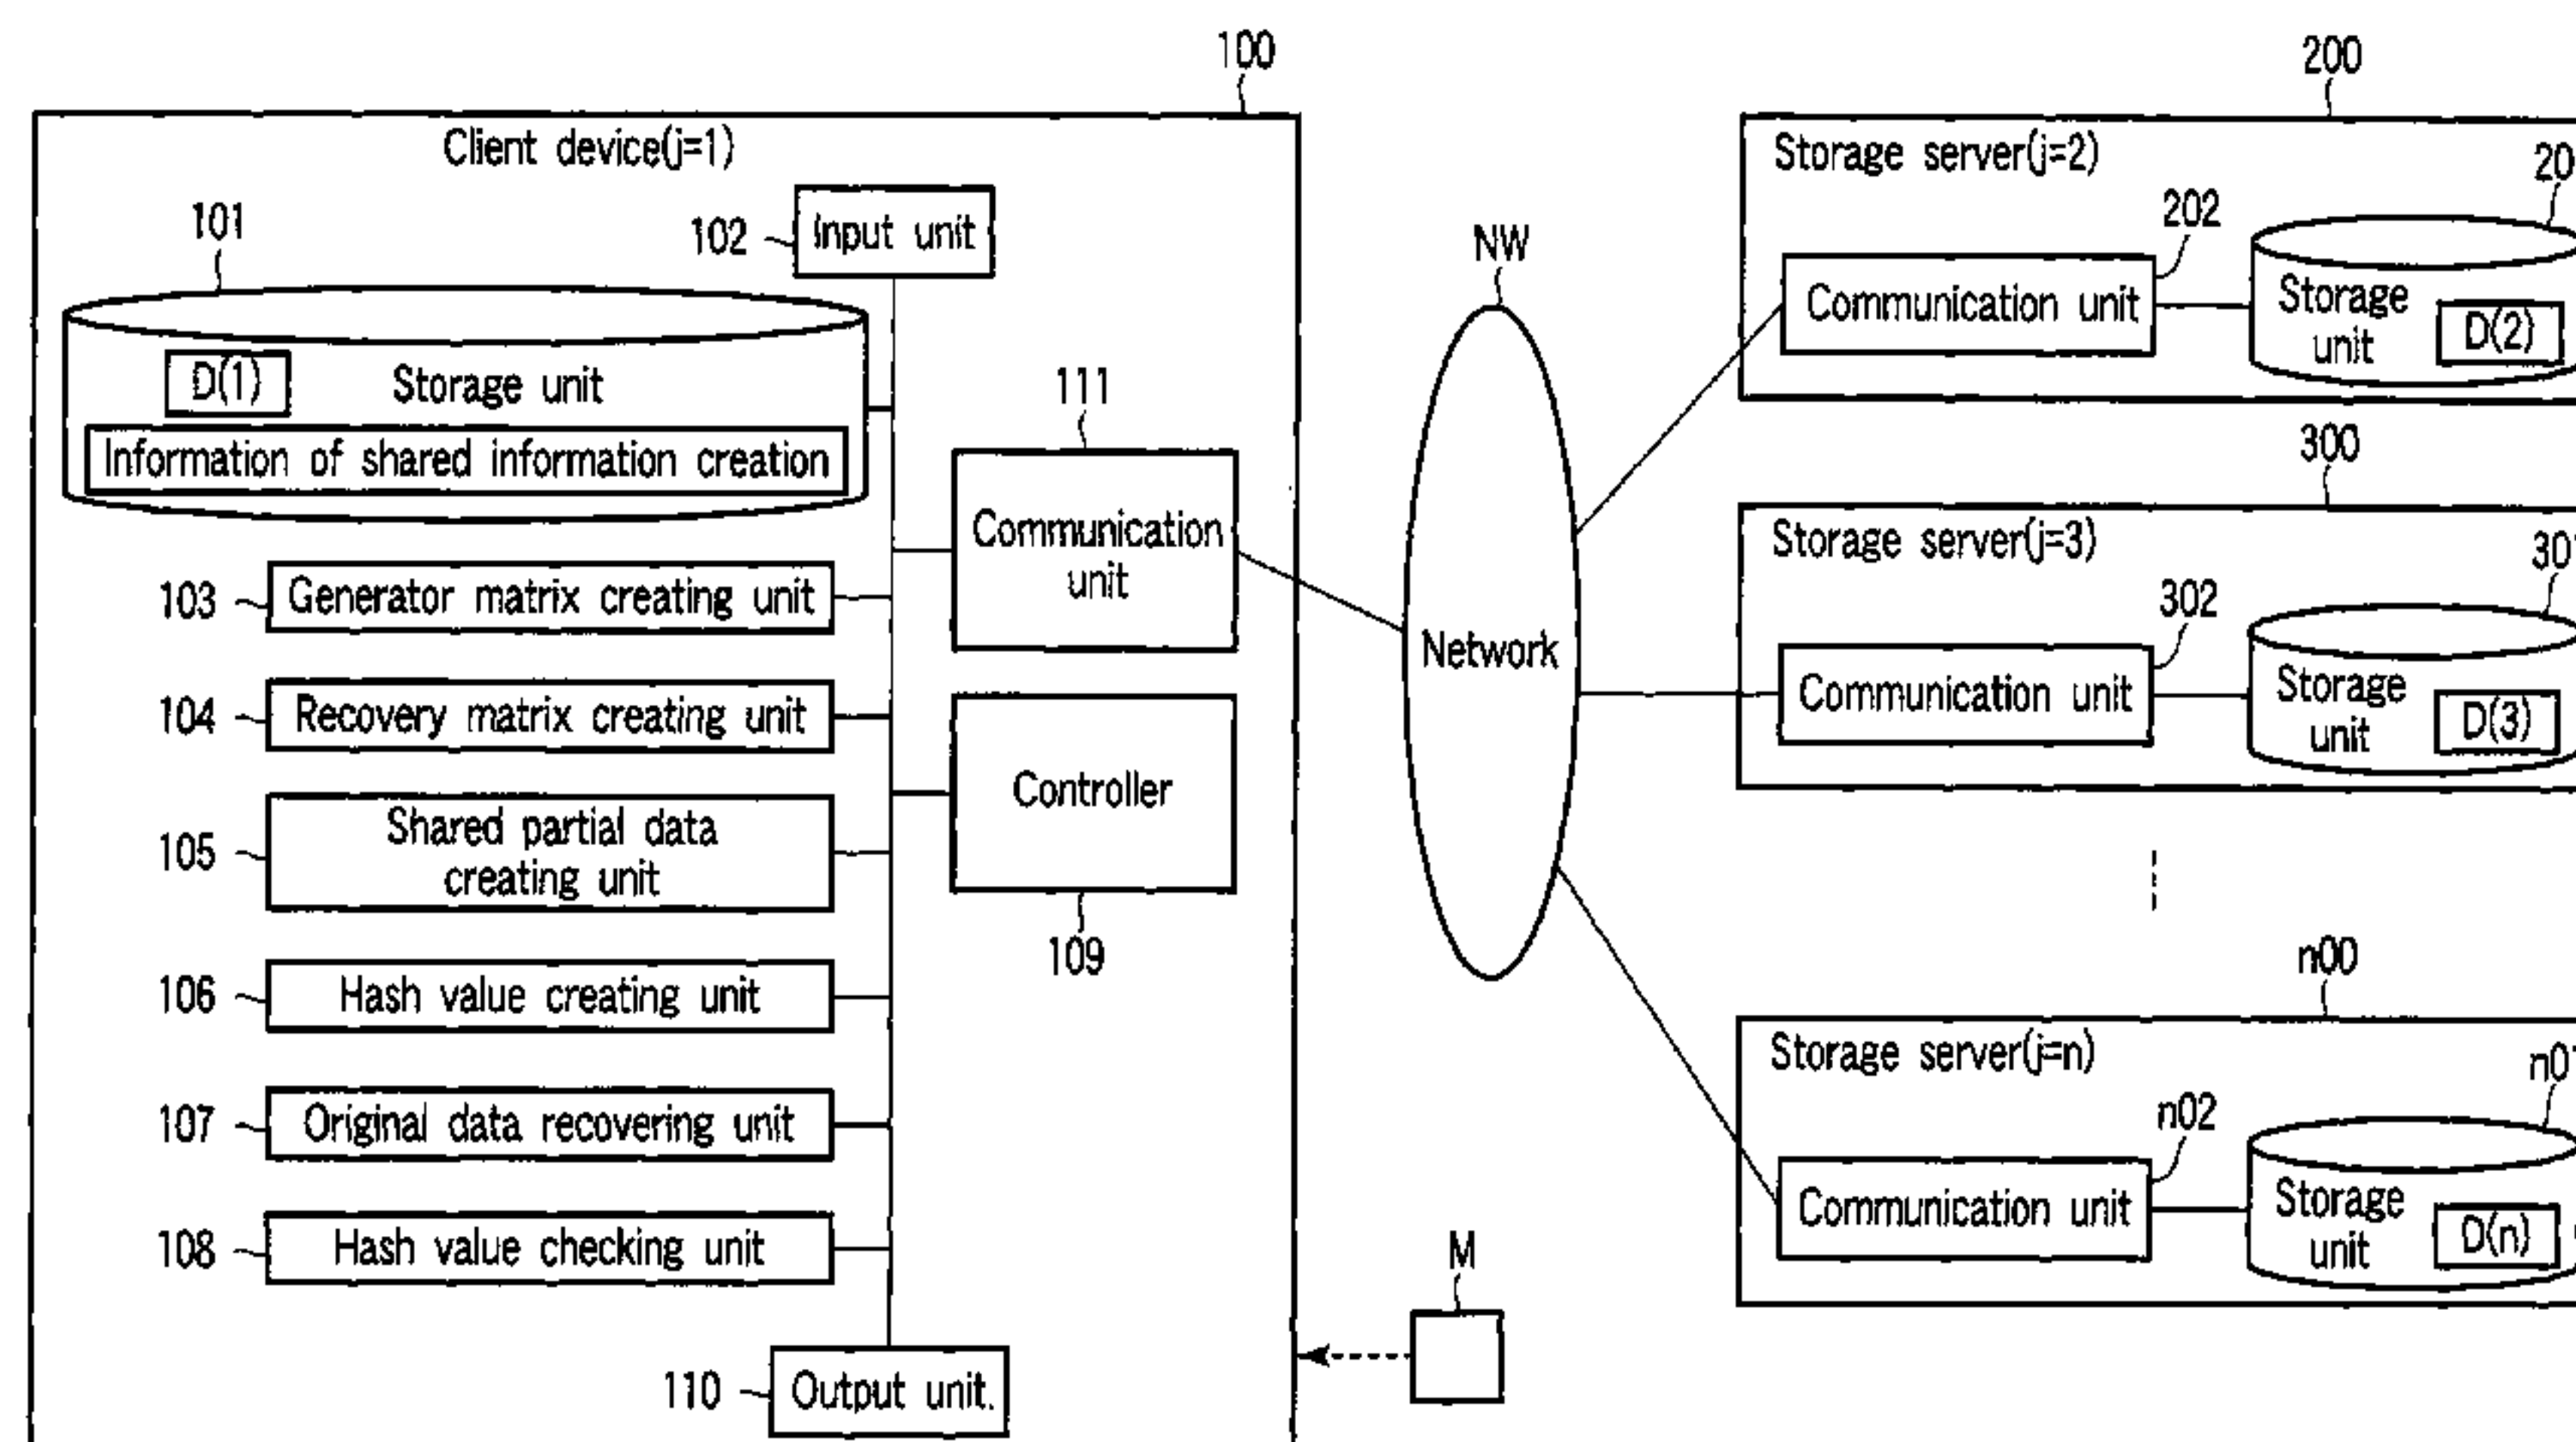 100
Client device(j=1)
101
102
Input unit
D(1)
Storage unit
Information of shared information creation
111
Communication
unit
103
Generator matrix creating unit
104
Recovery matrix creating unit
Controller
109
105
Shared partial data
creating unit
106
Hash value creating unit
107
Original data recovering unit
108
Hash value checking unit
110
Output unit.
NW
Network
M
200
Storage server(j=2)
202
Communication unit
Storage
unit
D(2)
300
Storage server(j=3)
302
Communication unit
Storage
unit
D(3)
n00
Storage server(j=n)
n02
Communication unit
Storage
unit
D(n)